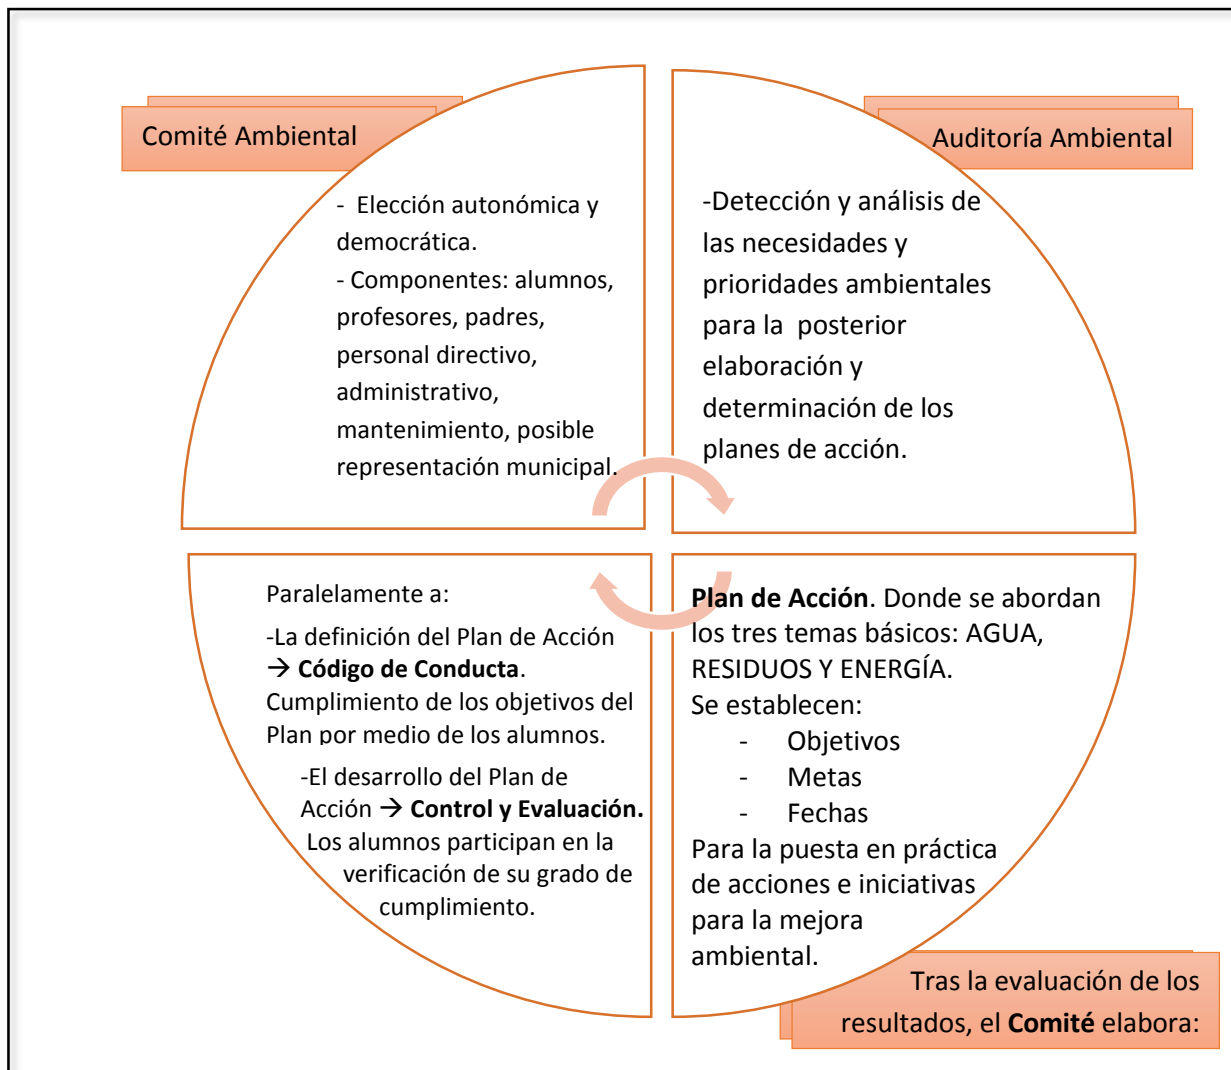 Comité Ambiental
- Elección autonómica y
democrática.
- Componentes: alumnos,
profesores, padres,
personal directivo,
administrativo,
mantenimiento, posible
representación municipal.
Auditoría Ambiental
-Detección y análisis de
las necesidades y
prioridades ambientales
para la posterior
elaboración y
determinación de los
planes de acción.
Paralelamente a:
-La definición del Plan de Acción
→ Código de Conducta.
Cumplimiento de los objetivos del
Plan por medio de los alumnos.
-El desarrollo del Plan de
Acción → Control y Evaluación.
Los alumnos participan en la
verificación de su grado de
cumplimiento.
Plan de Acción. Donde se abordan
los tres temas básicos: AGUA,
RESIDUOS Y ENERGÍA.
Se establecen:
- Objetivos
- Metas
- Fechas
Para la puesta en práctica
de acciones e iniciativas
para la mejora
ambiental.
Tras la evaluación de los
resultados, el Comité elabora: